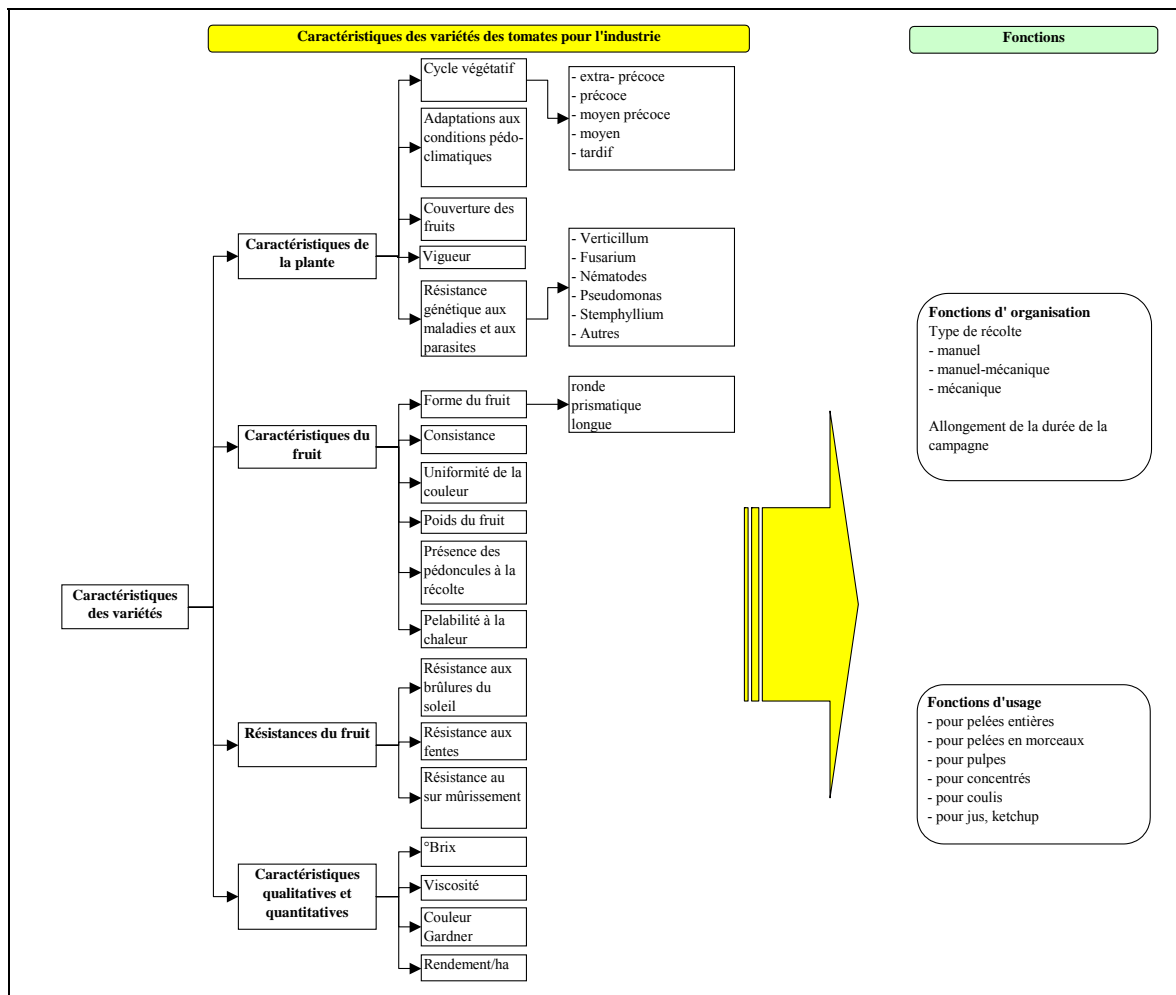 Caractéristiques des variétés des tomates pour l'industrie
Fonctions
Caractéristiques
des variétés
Caractéristiques de
la plante
Cycle végétatif
- extra- précoce
- précoce
- moyen précoce
- moyen
- tardif
Adaptations aux
conditions pédo-
climatiques
Couverture des
fruits
Vigueur
Résistance
génétique aux
maladies et aux
parasites
- Verticillum
- Fusarium
- Nématodes
- Pseudomonas
- Stemphyllium
- Autres
Caractéristiques du
fruit
Forme du fruit
ronde
prismatique
longue
Consistance
Uniformité de la
couleur
Poids du fruit
Présence des
pédoncules à la
récolte
Pelabilité à la
chaleur
Résistances du fruit
Résistance aux
brûlures du
soleil
Résistance aux
fentes
Résistance au
sur mûrissement
Caractéristiques
qualitatives et
quantitatives
°Brix
Viscosité
Couleur
Gardner
Rendement/ha
Fonctions d' organisation
Type de récolte
- manuel
- manuel-mécanique
- mécanique
Allongement de la durée de la
campagne
Fonctions d'usage
- pour pelées entières
- pour pelées en morceaux
- pour pulpes
- pour concentrés
- pour coulis
- pour jus, ketchup